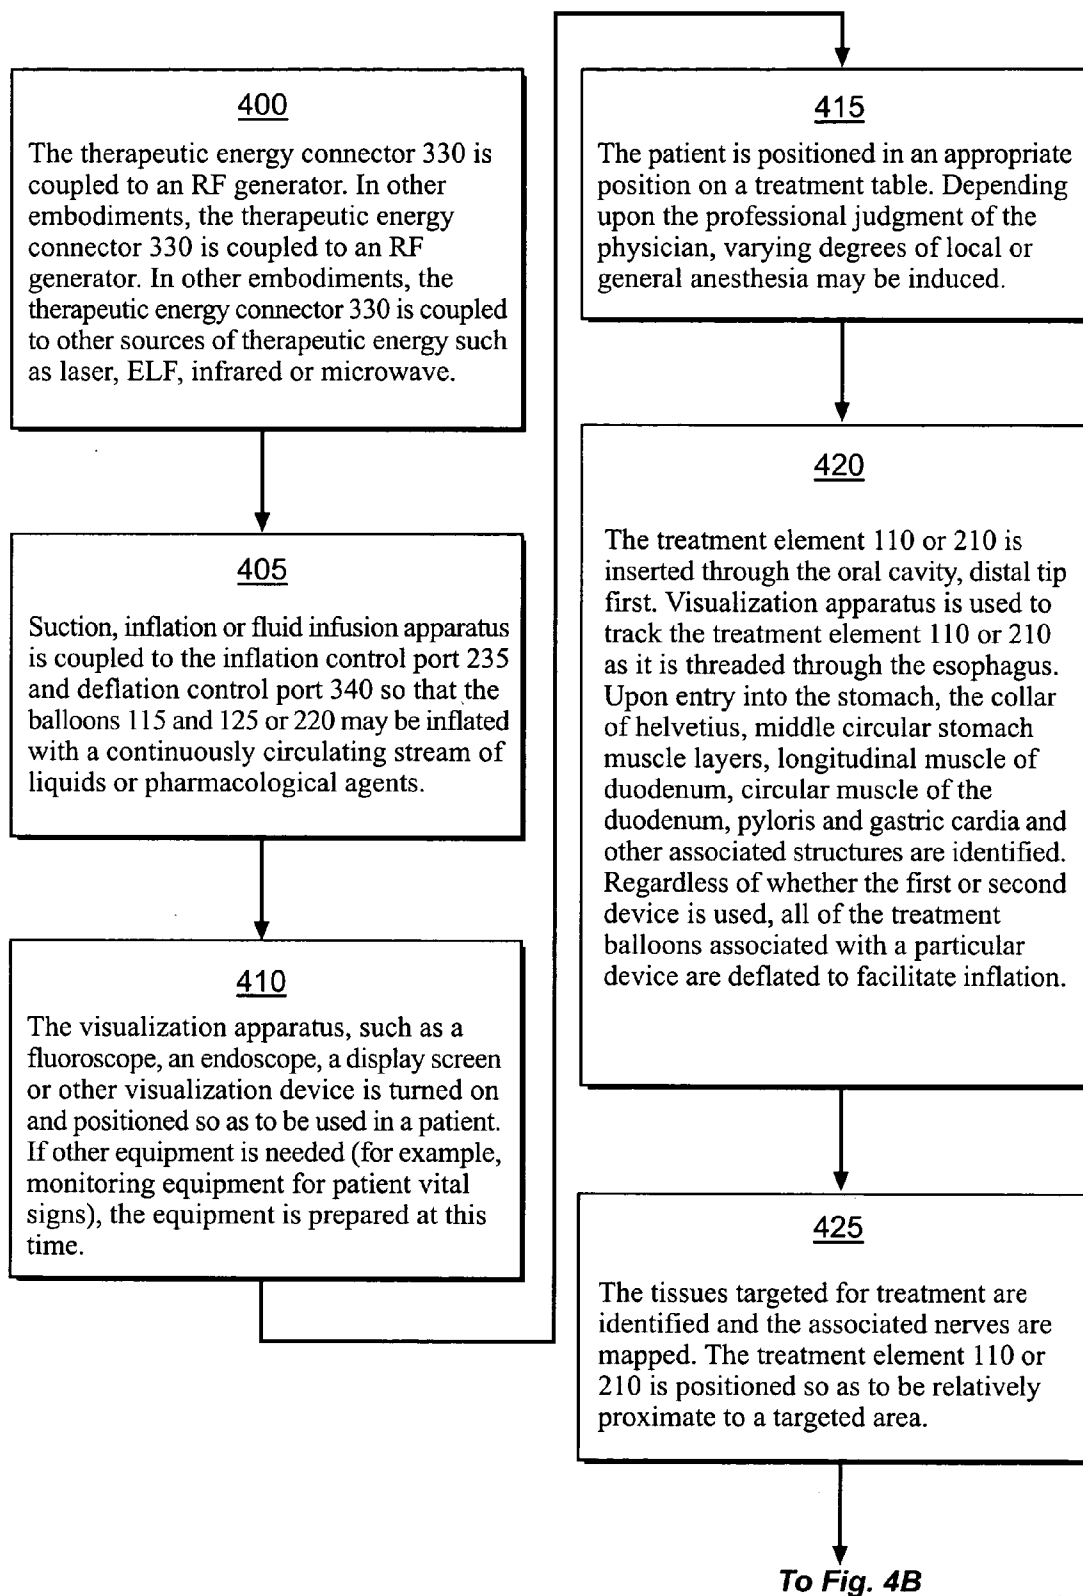 400
The therapeutic energy connector 330 is
coupled to an RF generator. In other
embodiments, the therapeutic energy
connector 330 is coupled to an RF
generator. In other embodiments, the
therapeutic energy connector 330 is coupled
to other sources of therapeutic energy such
as laser, ELF, infrared or microwave.
405
Suction, inflation or fluid infusion apparatus
is coupled to the inflation control port 235
and deflation control port 340 so that the
balloons 115 and 125 or 220 may be inflated
with a continuously circulating stream of
liquids or pharmacological agents.
410
The visualization apparatus, such as a
fluoroscope, an endoscope, a display screen
or other visualization device is turned on
and positioned so as to be used in a patient.
If other equipment is needed (for example,
monitoring equipment for patient vital
signs), the equipment is prepared at this
time.
415
The patient is positioned in an appropriate
position on a treatment table. Depending
upon the professional judgment of the
physician, varying degrees of local or
general anesthesia may be induced.
420
The treatment element 110 or 210 is
inserted through the oral cavity, distal tip
first. Visualization apparatus is used to
track the treatment element 110 or 210
as it is threaded through the esophagus.
Upon entry into the stomach, the collar
of helvetius, middle circular stomach
muscle layers, longitudinal muscle of
duodenum, circular muscle of the
duodenum, pyloris and gastric cardia and
other associated structures are identified.
Regardless of whether the first or second
device is used, all of the treatment
balloons associated with a particular
device are deflated to facilitate inflation.
425
The tissues targeted for treatment are
identified and the associated nerves are
mapped. The treatment element 110 or
210 is positioned so as to be relatively
proximate to a targeted area.
To Fig. 4B